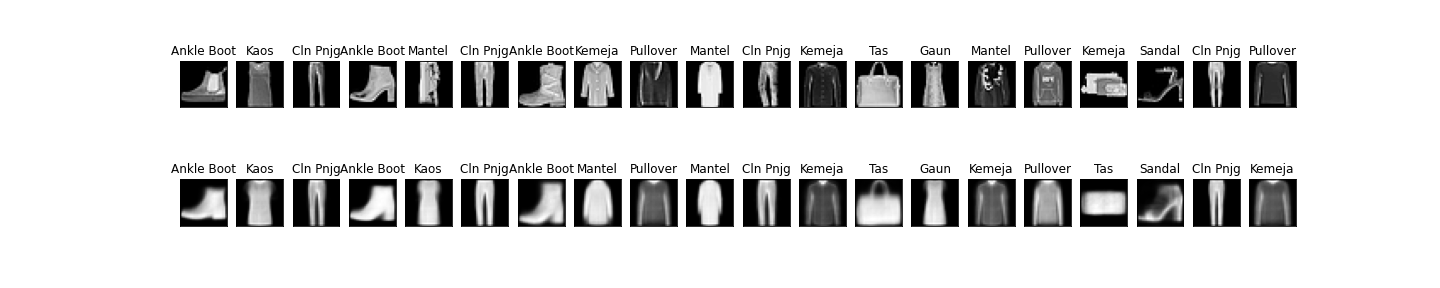 Ankle Boot Kaos Cln Pnjg Ankle Boot Mantel Cln Pnjg Ankle Boot Kemeja Pullover Mantel Cln Pnjg Kemeja Tas Gaun Mantel Pullover Kemeja Sandal Cln Pnjg Pullover
Ankle Boot Kaos Cln Pnjg Ankle Boot Kaos Cln Pnjg Ankle Boot Mantel Pullover Mantel Cln Pnjg Kemeja Tas Gaun Kemeja Pullover Tas Sandal Cln Pnjg Kemeja